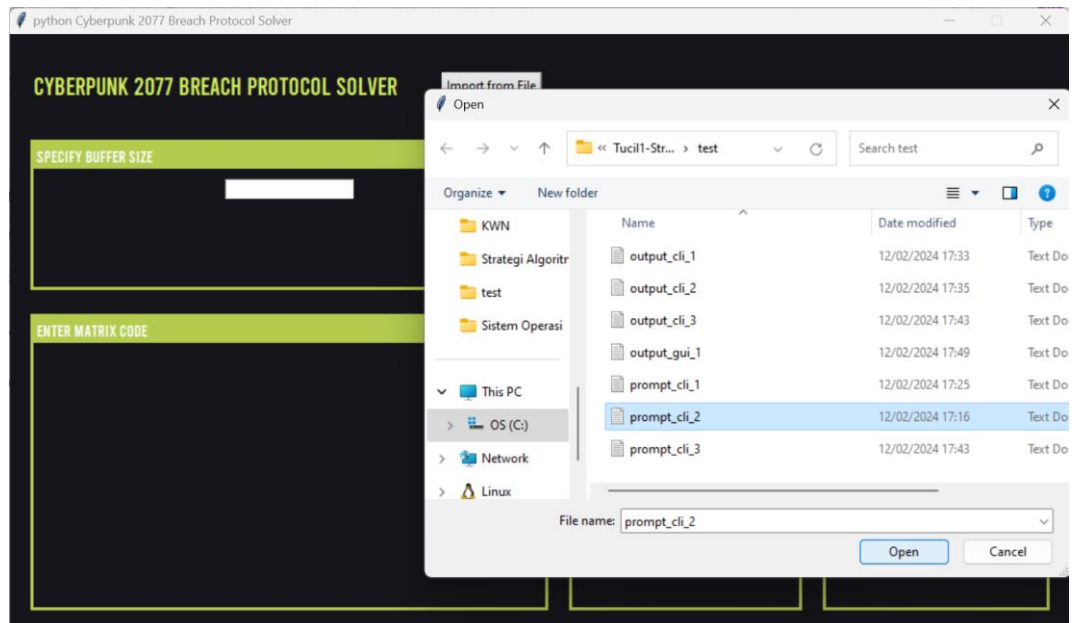 python Cyberpunk 2077 Breach Protocol Solver
CYBERPUNK 2077 BREACH PROTOCOL SOLVER
Import from File
SPECIFY BUFFER SIZE
ENTER MATRIX CODE
Open
« Tucil1-Str... › test
Search test
Organize
New folder
KWN
Strategi Algoritr
test
Sistem Operasi
This PC
OS (C:)
Network
Linux
Name Date modified Type
output_cli_1 12/02/2024 17:33 Text Do
output_cli_2 12/02/2024 17:35 Text Do
output_cli_3 12/02/2024 17:43 Text Do
output_gui_1 12/02/2024 17:49 Text Do
prompt_cli_1 12/02/2024 17:25 Text Do
prompt_cli_2 12/02/2024 17:16 Text Do
prompt_cli_3 12/02/2024 17:43 Text Do
File name: prompt_cli_2
Open Cancel